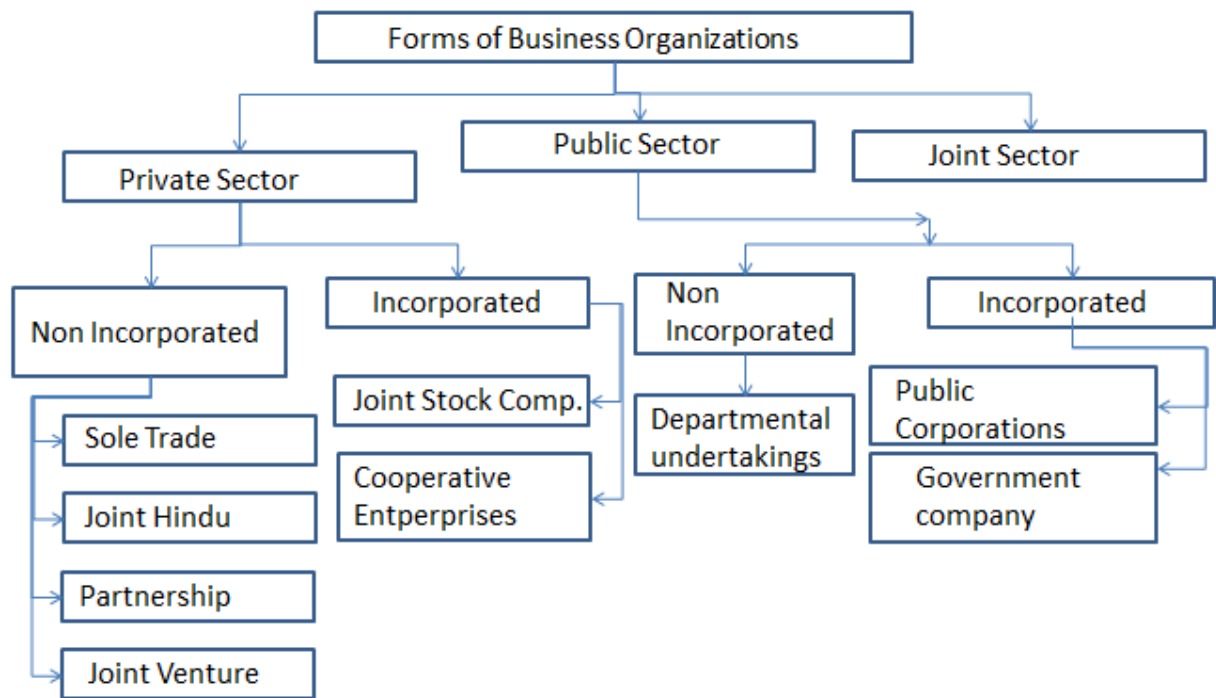 Forms of Business Organizations
Public Sector
Joint Sector
Private Sector
Non Incorporated
Incorporated
Non
Incorporated
Incorporated
Joint Stock Comp.
Cooperative
Entperprises
Departmental
undertakings
Public
Corporations
Government
company
Sole Trade
Joint Hindu
Partnership
Joint Venture